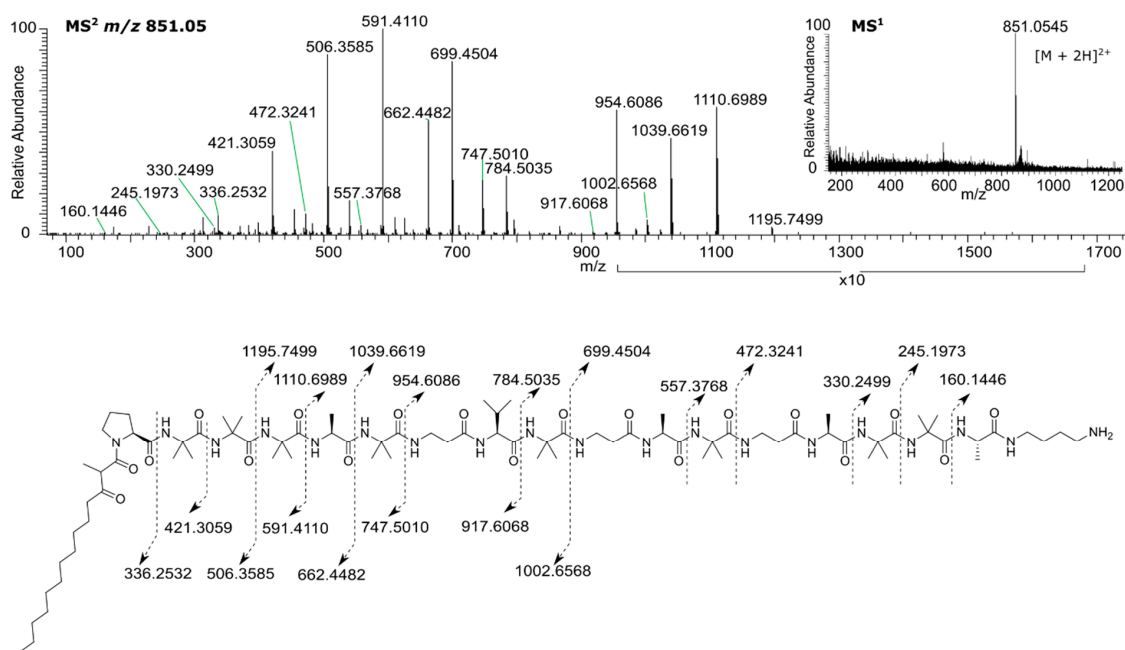 MS² m/z 851.05
Relative Abundance
100
0
160.1446
245.1973
330.2499
336.2532
421.3059
472.3241
506.3585
557.3768
591.4110
662.4482
699.4504
747.5010
784.5035
917.6068
954.6086
1002.6568
1039.6619
1110.6989
1195.7499
100 300 500 700 900 1100 1300 1500 1700
m/z
x10
MS¹
Relative Abundance
100
0
851.0545
[M + 2H]²⁺
200 400 600 800 1000 1200
m/z
1195.7499 1039.6619 699.4504 472.3241 245.1973
1110.6989 954.6086 784.5035 557.3768 330.2499 160.1446
O H N O H N O H N O H N O H N O H N O H N O H N NH₂
N O N H O N H O N H O N H O N H O N H O N H O N H
O
O
421.3059 591.4110 747.5010 917.6068
336.2532 506.3585 662.4482 1002.6568